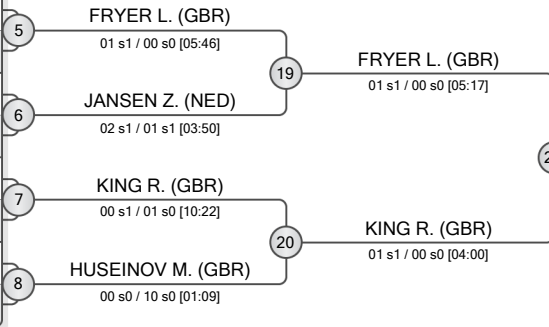 5
FRYER L. (GBR)
01 s1 / 00 s0 [05:46]
19
FRYER L. (GBR)
01 s1 / 00 s0 [05:17]
6
JANSEN Z. (NED)
02 s1 / 01 s1 [03:50]
7
KING R. (GBR)
00 s1 / 01 s0 [10:22]
20
KING R. (GBR)
01 s1 / 00 s0 [04:00]
8
HUSEINOV M. (GBR)
00 s0 / 10 s0 [01:09]